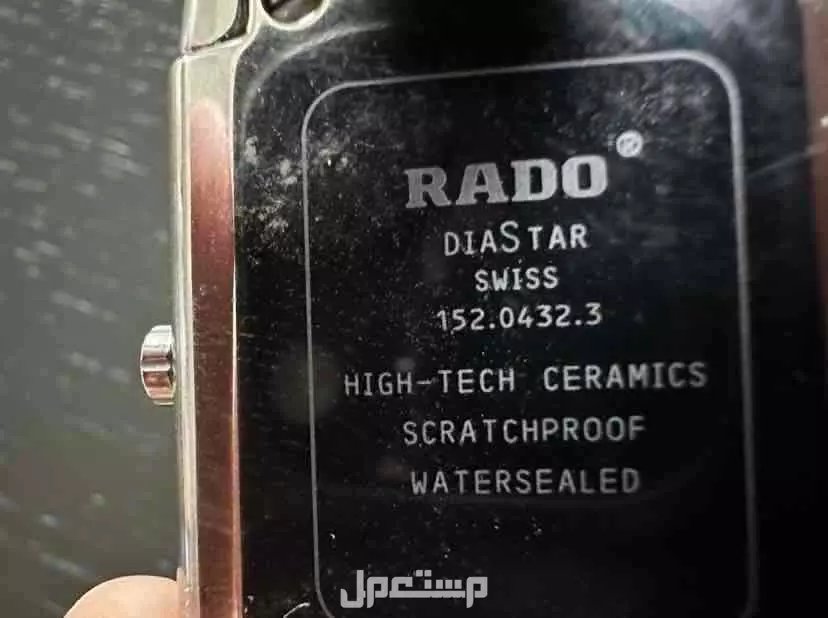 RADO®
DIASTAR
SWISS
152.0432.3
HIGH-TECH CERAMICS
SCRATCHPROOF
WATERSEALED
مستعمل